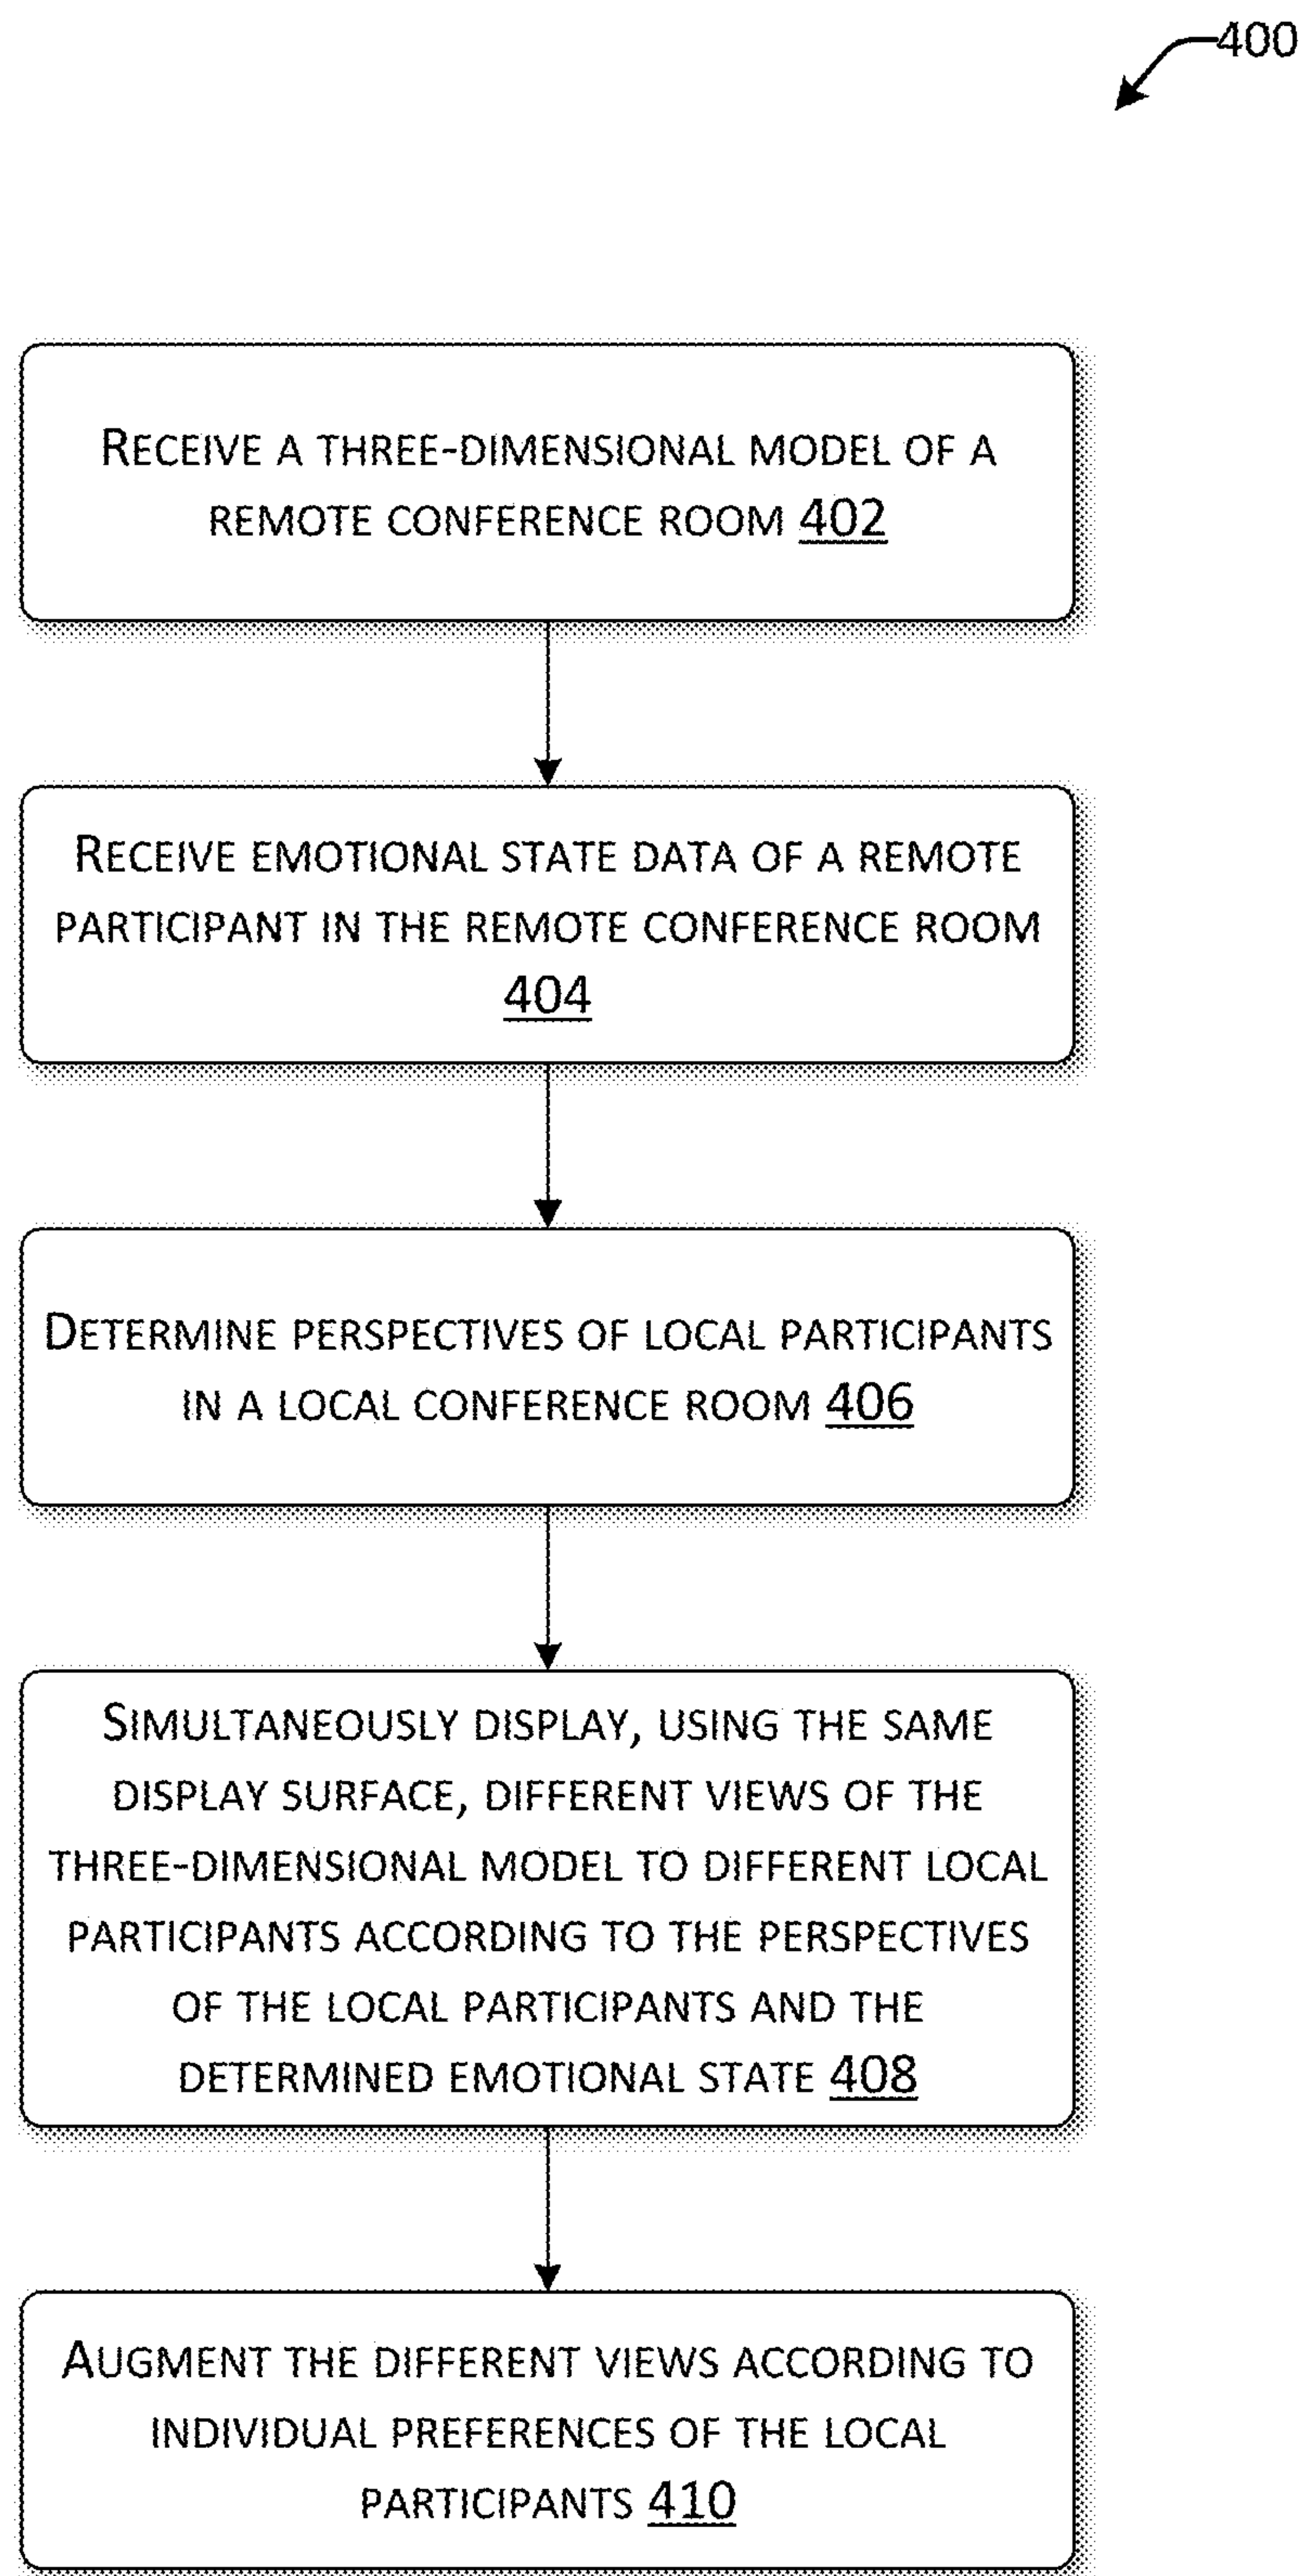 400
RECEIVE A THREE-DIMENSIONAL MODEL OF A
REMOTE CONFERENCE ROOM 402
RECEIVE EMOTIONAL STATE DATA OF A REMOTE
PARTICIPANT IN THE REMOTE CONFERENCE ROOM
404
DETERMINE PERSPECTIVES OF LOCAL PARTICIPANTS
IN A LOCAL CONFERENCE ROOM 406
SIMULTANEOUSLY DISPLAY, USING THE SAME
DISPLAY SURFACE, DIFFERENT VIEWS OF THE
THREE-DIMENSIONAL MODEL TO DIFFERENT LOCAL
PARTICIPANTS ACCORDING TO THE PERSPECTIVES
OF THE LOCAL PARTICIPANTS AND THE
DETERMINED EMOTIONAL STATE 408
AUGMENT THE DIFFERENT VIEWS ACCORDING TO
INDIVIDUAL PREFERENCES OF THE LOCAL
PARTICIPANTS 410